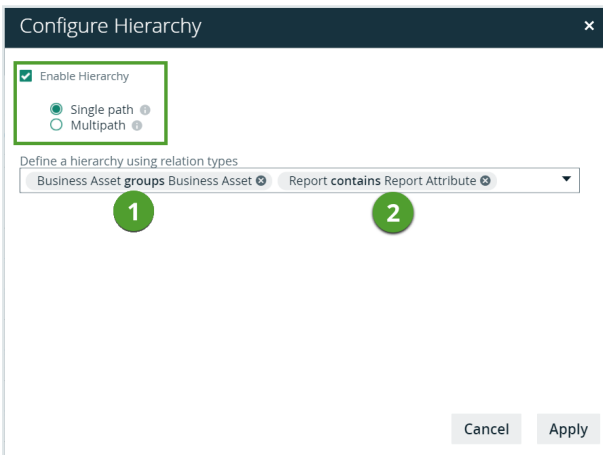 Configure Hierarchy ×
Enable Hierarchy
Single path
Multipath
Define a hierarchy using relation types
Business Asset groups Business Asset Report contains Report Attribute
1 2
Cancel Apply